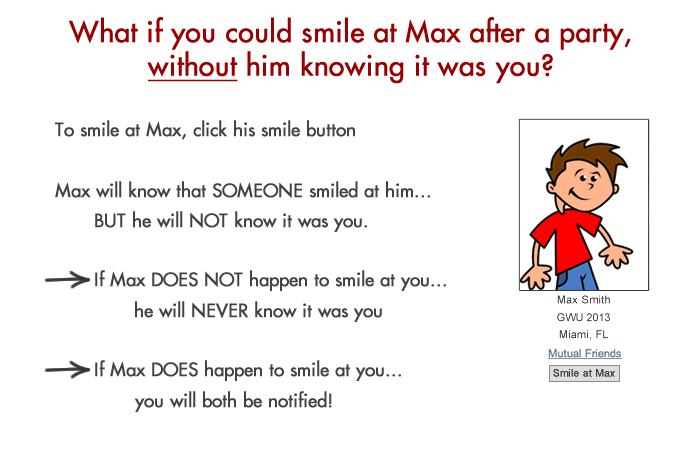 What if you could smile at Max after a party,
without him knowing it was you?
To smile at Max, click his smile button
Max will know that SOMEONE smiled at him...
BUT he will NOT know it was you.
If Max DOES NOT happen to smile at you...
he will NEVER know it was you
If Max DOES happen to smile at you...
you will both be notified!
Max Smith
GWU 2013
Miami, FL
Mutual Friends
Smile at Max